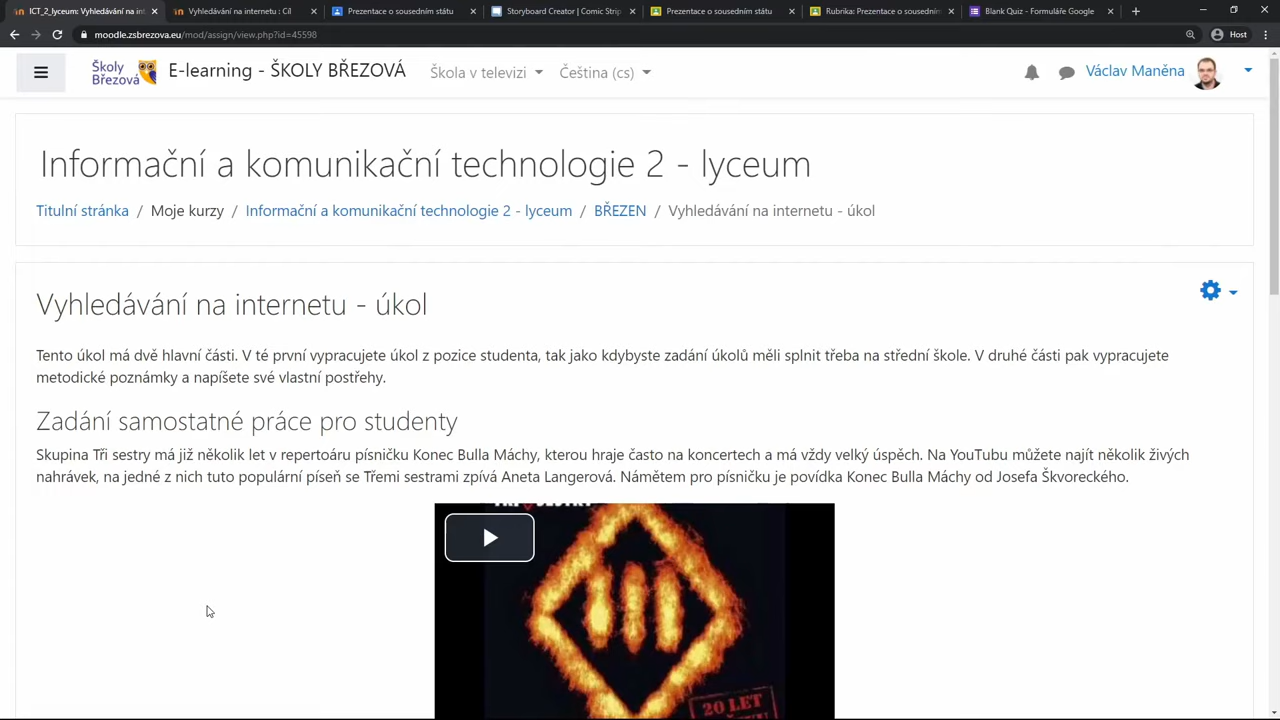 ICT_2_lyceum: Vyhledávání na int
Vyhledávání na internetu : Cíl
Prezentace o sousedním státu
Storyboard Creator | Comic Strip
Prezentace o sousedním státu
Rubrika: Prezentace o sousedním
Blank Quiz - Formuláře Google
moodle.zsbrezova.eu/mod/assign/view.php?id=45598
Host
Školy
Březová
E-learning - ŠKOLY BŘEZOVÁ
Škola v televizi
Čeština (cs)
Václav Maněna
Informační a komunikační technologie 2 - lyceum
Titulní stránka / Moje kurzy / Informační a komunikační technologie 2 - lyceum / BŘEZEN / Vyhledávání na internetu - úkol
Vyhledávání na internetu - úkol
Tento úkol má dvě hlavní části. V té první vypracujete úkol z pozice studenta, tak jako kdybyste zadání úkolů měli splnit třeba na střední škole. V druhé části pak vypracujete
metodické poznámky a napíšete své vlastní postřehy.
Zadání samostatné práce pro studenty
Skupina Tři sestry má již několik let v repertoáru písničku Konec Bulla Máchy, kterou hraje často na koncertech a má vždy velký úspěch. Na YouTubu můžete najít několik živých
nahrávek, na jedné z nich tuto populární píseň se Třemi sestrami zpívá Aneta Langerová. Námětem pro písničku je povídka Konec Bulla Máchy od Josefa Škvoreckého.
20 LET